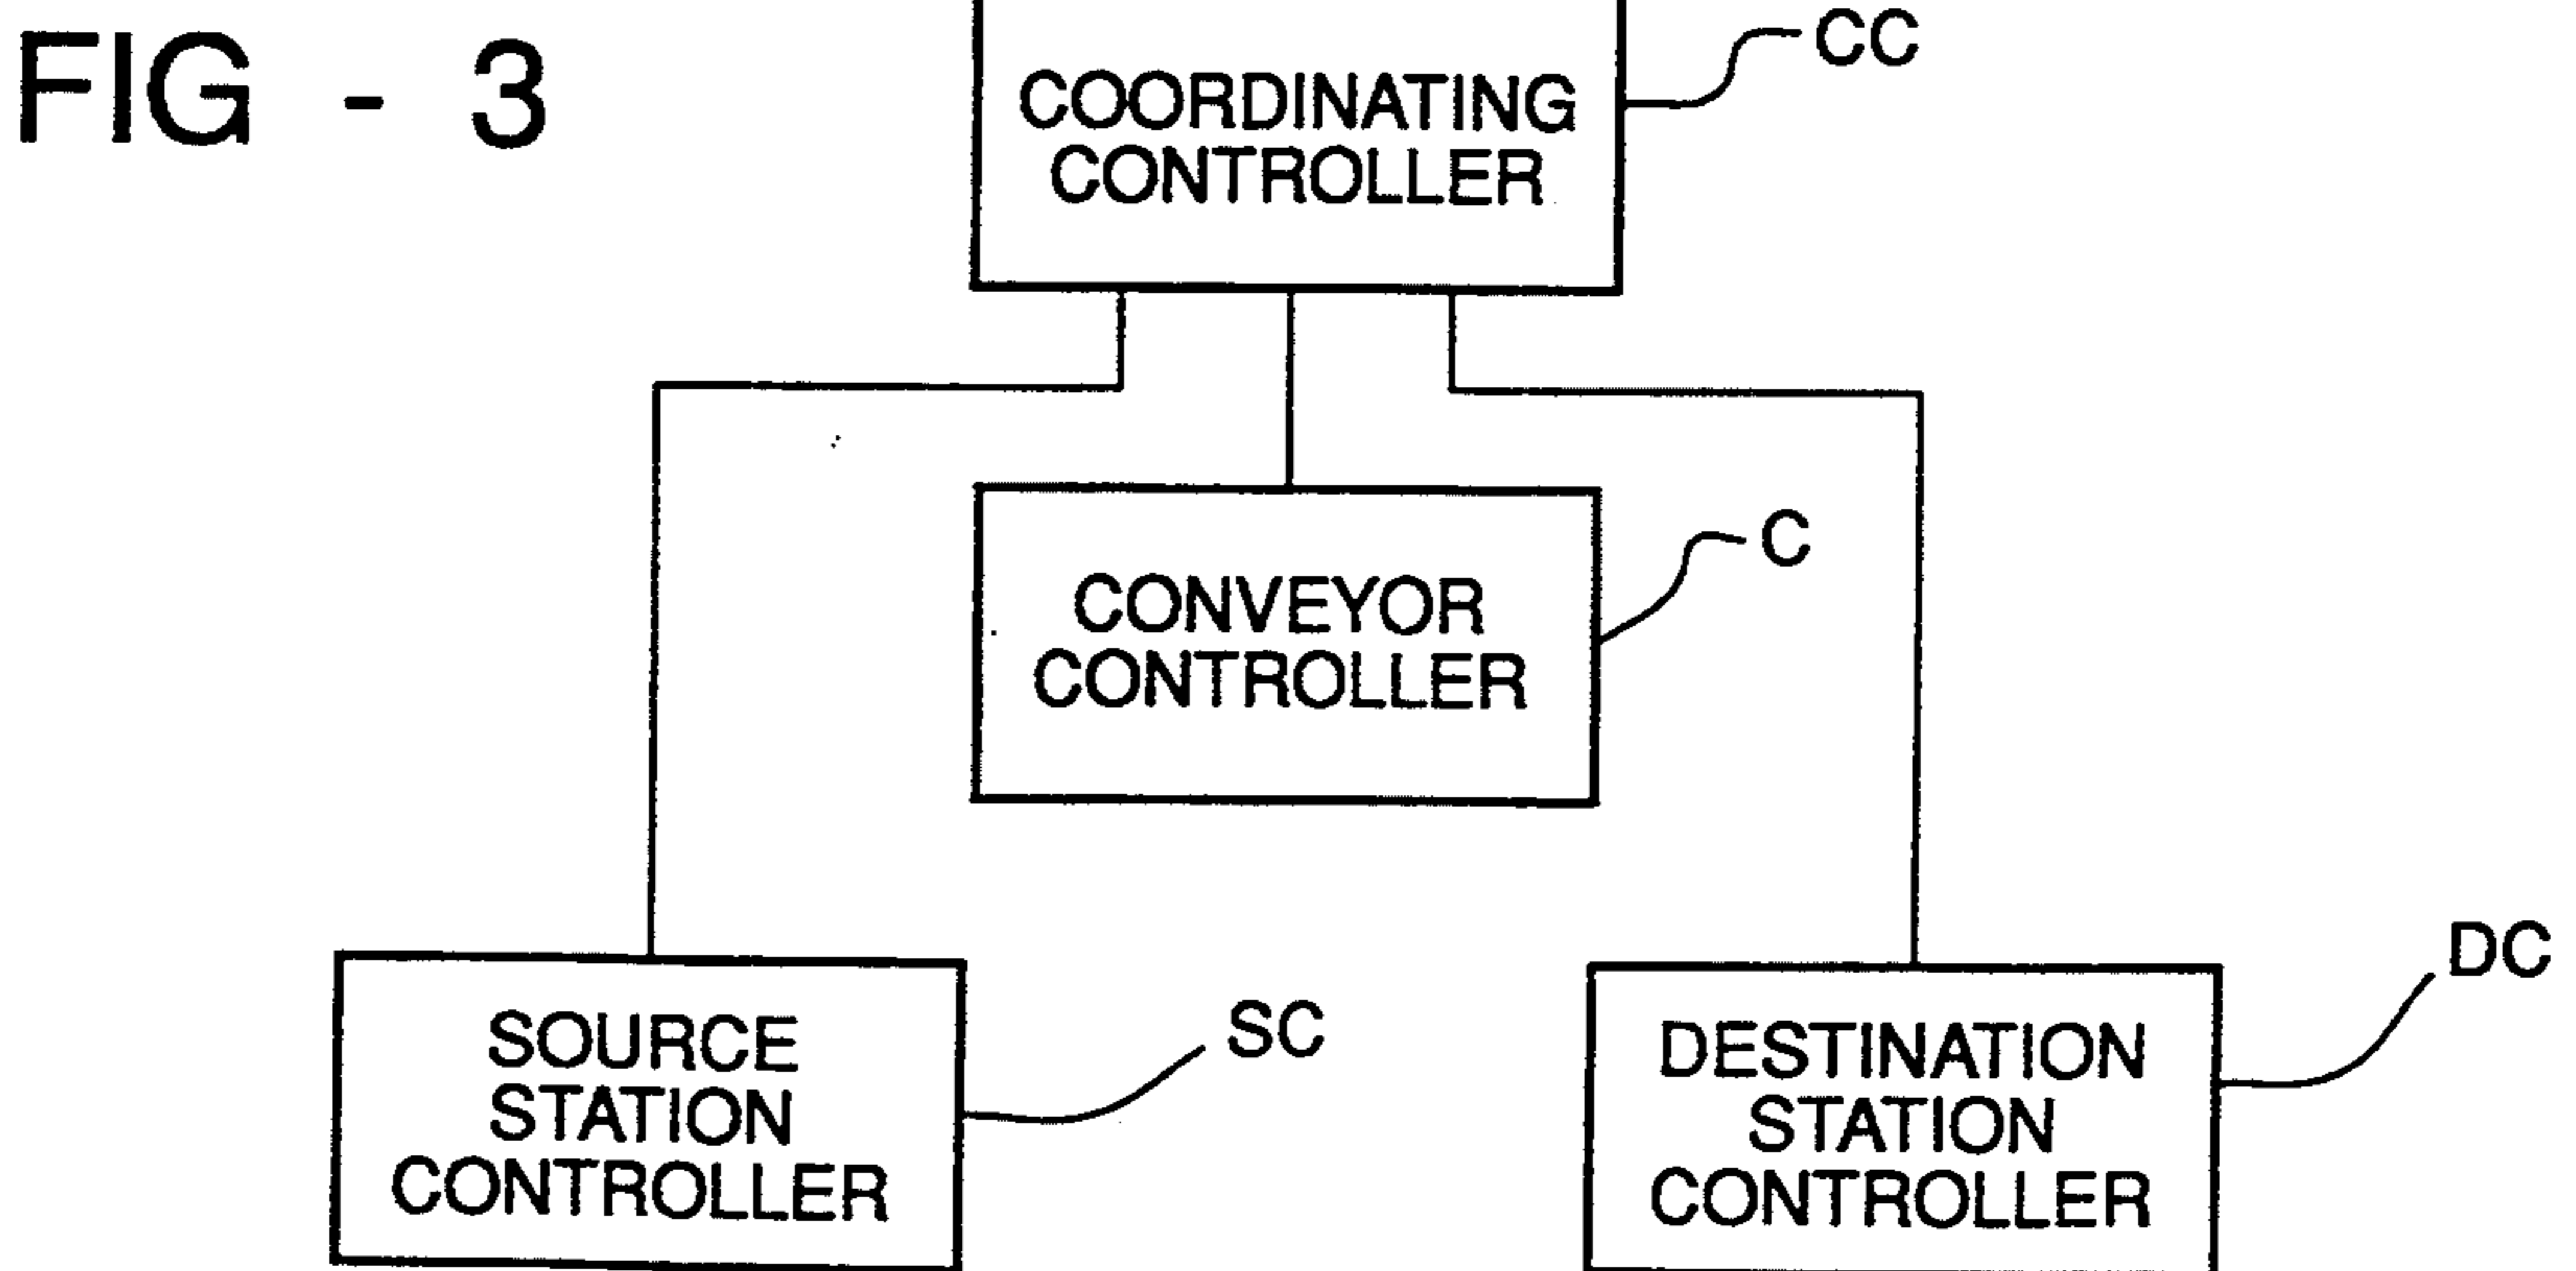 FIG - 3
CC
COORDINATING
CONTROLLER
C
CONVEYOR
CONTROLLER
DC
SC
SOURCE
STATION
CONTROLLER
DESTINATION
STATION
CONTROLLER